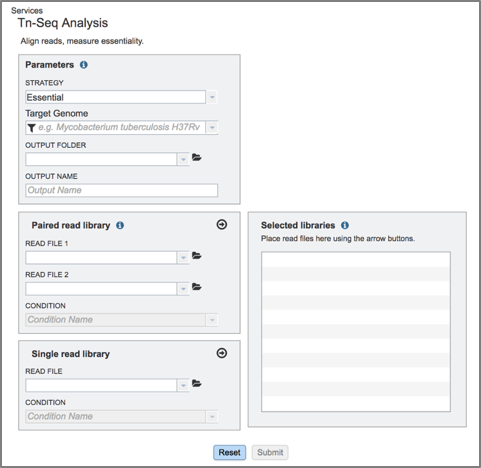 Services
Tn-Seq Analysis
Align reads, measure essentiality.
Parameters
STRATEGY
Essential
Target Genome
e.g. Mycobacterium tuberculosis H37Rv
OUTPUT FOLDER
OUTPUT NAME
Output Name
Paired read library
READ FILE 1
READ FILE 2
CONDITION
Condition Name
Selected libraries
Place read files here using the arrow buttons.
Single read library
READ FILE
CONDITION
Condition Name
Reset
Submit